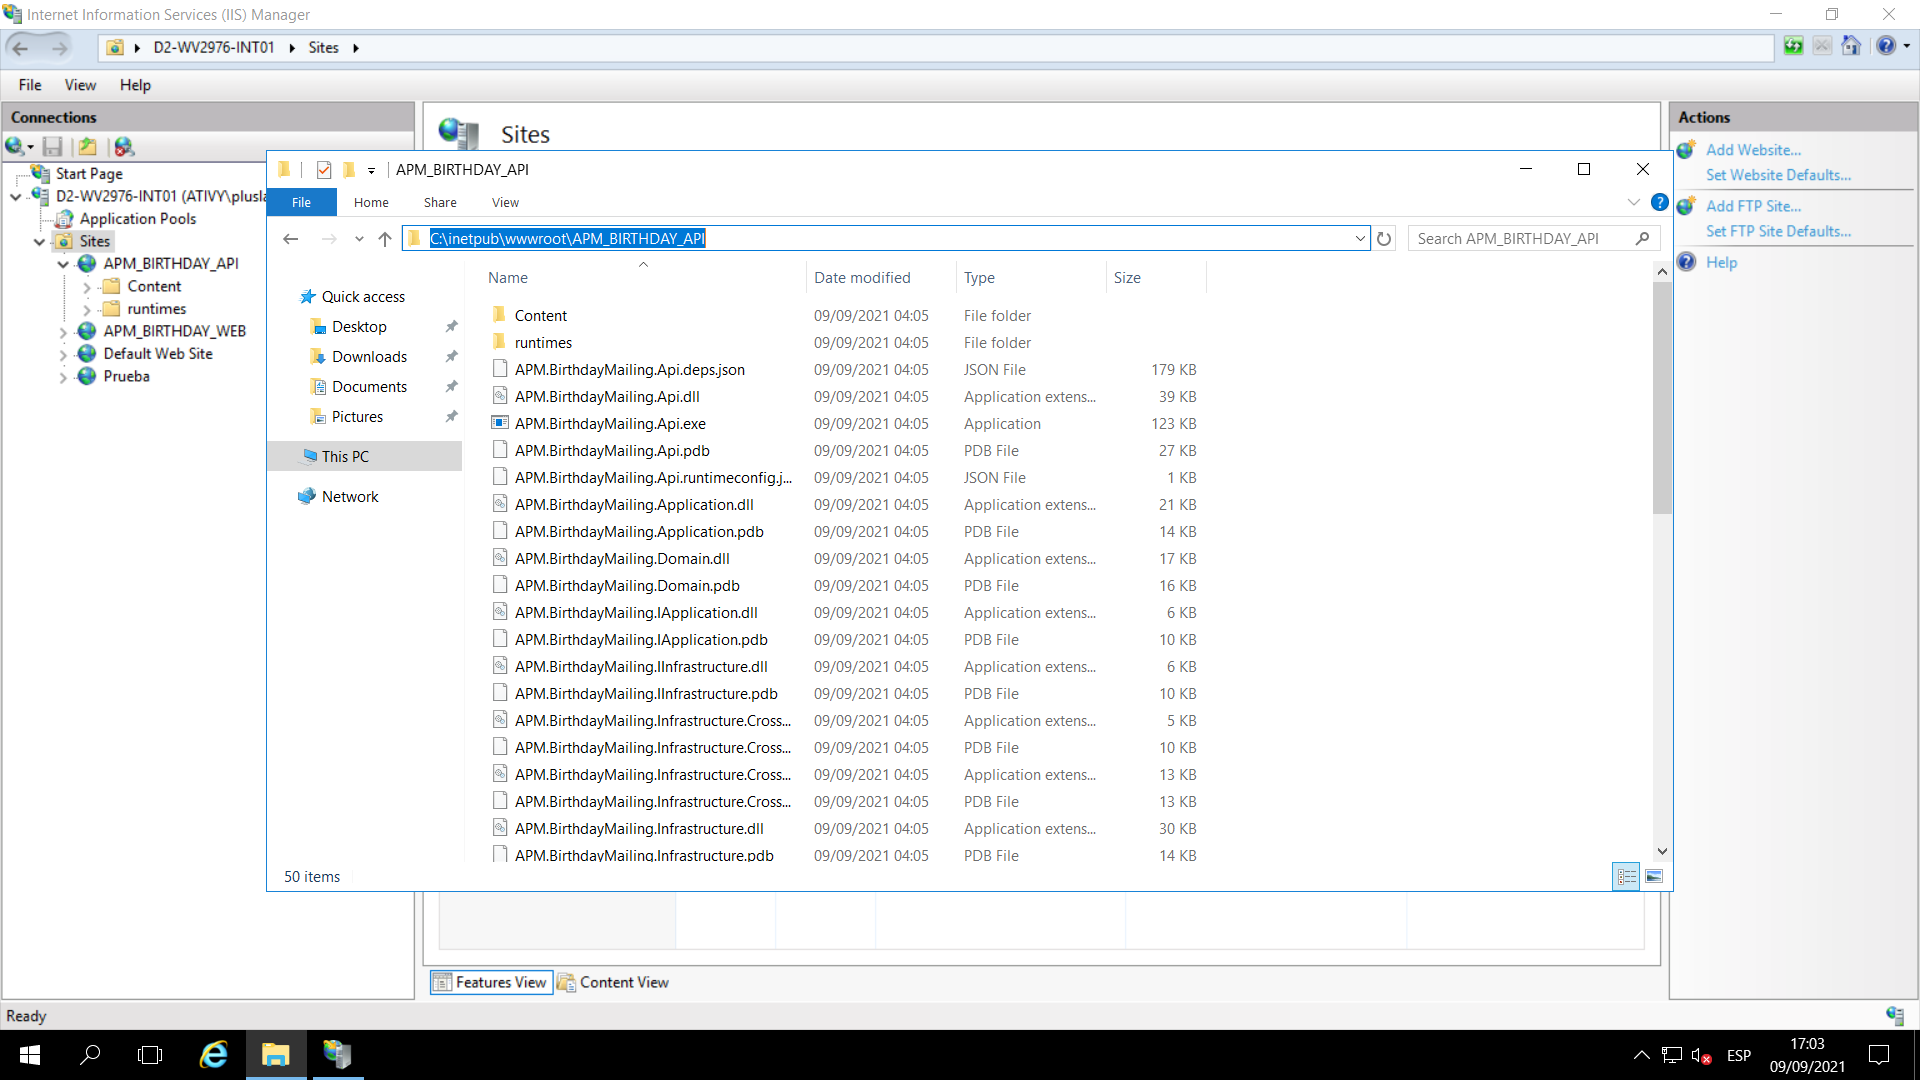 Internet Information Services (IIS) Manager
D2-WV2976-INT01 Sites
File View Help
Connections
Start Page
D2-WV2976-INT01 (ATIVY\plusla
Application Pools
Sites
APM_BIRTHDAY_API
Content
runtimes
APM_BIRTHDAY_WEB
Default Web Site
Prueba
Sites
APM_BIRTHDAY_API
File Home Share View
C:\inetpub\wwwroot\APM_BIRTHDAY_API Search APM_BIRTHDAY_API
Quick access
Desktop
Downloads
Documents
Pictures
This PC
Network
Name Date modified Type Size
Content 09/09/2021 04:05 File folder
runtimes 09/09/2021 04:05 File folder
APM.BirthdayMailing.Api.deps.json 09/09/2021 04:05 JSON File 179 KB
APM.BirthdayMailing.Api.dll 09/09/2021 04:05 Application extens... 39 KB
APM.BirthdayMailing.Api.exe 09/09/2021 04:05 Application 123 KB
APM.BirthdayMailing.Api.pdb 09/09/2021 04:05 PDB File 27 KB
APM.BirthdayMailing.Api.runtimeconfig.j... 09/09/2021 04:05 JSON File 1 KB
APM.BirthdayMailing.Application.dll 09/09/2021 04:05 Application extens... 21 KB
APM.BirthdayMailing.Application.pdb 09/09/2021 04:05 PDB File 14 KB
APM.BirthdayMailing.Domain.dll 09/09/2021 04:05 Application extens... 17 KB
APM.BirthdayMailing.Domain.pdb 09/09/2021 04:05 PDB File 16 KB
APM.BirthdayMailing.IApplication.dll 09/09/2021 04:05 Application extens... 6 KB
APM.BirthdayMailing.IApplication.pdb 09/09/2021 04:05 PDB File 10 KB
APM.BirthdayMailing.IInfrastructure.dll 09/09/2021 04:05 Application extens... 6 KB
APM.BirthdayMailing.IInfrastructure.pdb 09/09/2021 04:05 PDB File 10 KB
APM.BirthdayMailing.Infrastructure.Cross... 09/09/2021 04:05 Application extens... 5 KB
APM.BirthdayMailing.Infrastructure.Cross... 09/09/2021 04:05 PDB File 10 KB
APM.BirthdayMailing.Infrastructure.Cross... 09/09/2021 04:05 Application extens... 13 KB
APM.BirthdayMailing.Infrastructure.Cross... 09/09/2021 04:05 PDB File 13 KB
APM.BirthdayMailing.Infrastructure.dll 09/09/2021 04:05 Application extens... 30 KB
APM.BirthdayMailing.Infrastructure.pdb 09/09/2021 04:05 PDB File 14 KB
50 items
Features View Content View
Actions
Add Website...
Set Website Defaults...
Add FTP Site...
Set FTP Site Defaults...
Help
Ready
ESP
17:03
09/09/2021